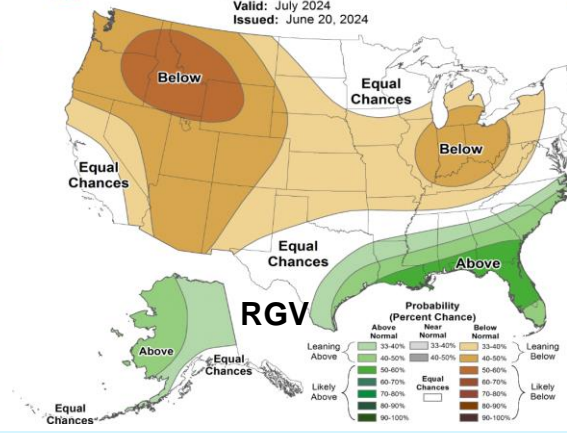 Valid: July 2024
Issued: June 20, 2024
Below
Equal
Chances
Below
Equal
Chances
Equal
Chances
Above
RGV
Above
Equal
Chances
Equal
Chances
Probability
(Percent Chance)
Above
Normal
Near
Normal
Below
Normal
Leaning
Above
33-40%
33-40%
33-40%
Leaning
Below
40-50%
40-50%
40-50%
Likely
Above
50-60%
60-70%
70-80%
80-90%
90-100%
Equal
Chances
50-60%
60-70%
70-80%
80-90%
90-100%
Likely
Below